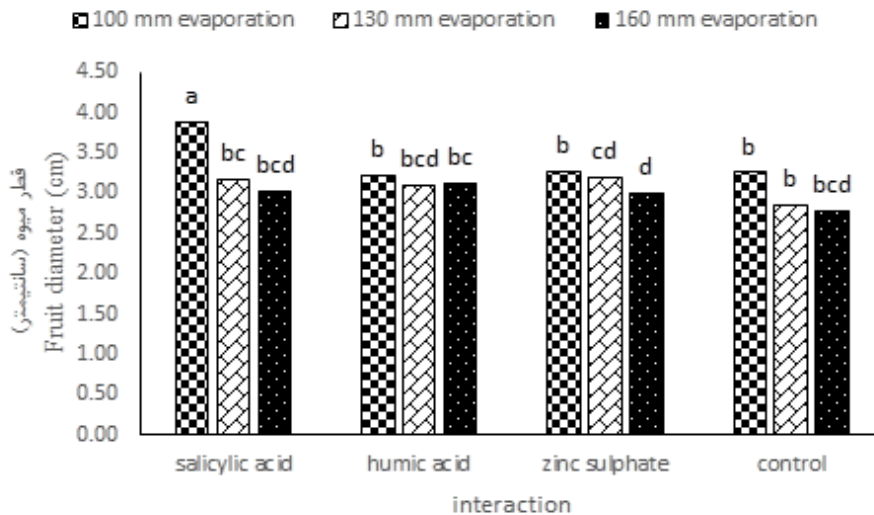 100 mm evaporation 130 mm evaporation 160 mm evaporation
قطر میوه (سانتیمتر)
Fruit diameter (cm)
4.50
4.00
3.50
3.00
2.50
2.00
1.50
1.00
0.50
0.00
a bc bcd b bcd bc b cd d b b bcd
salicylic acid humic acid zinc sulphate control
interaction